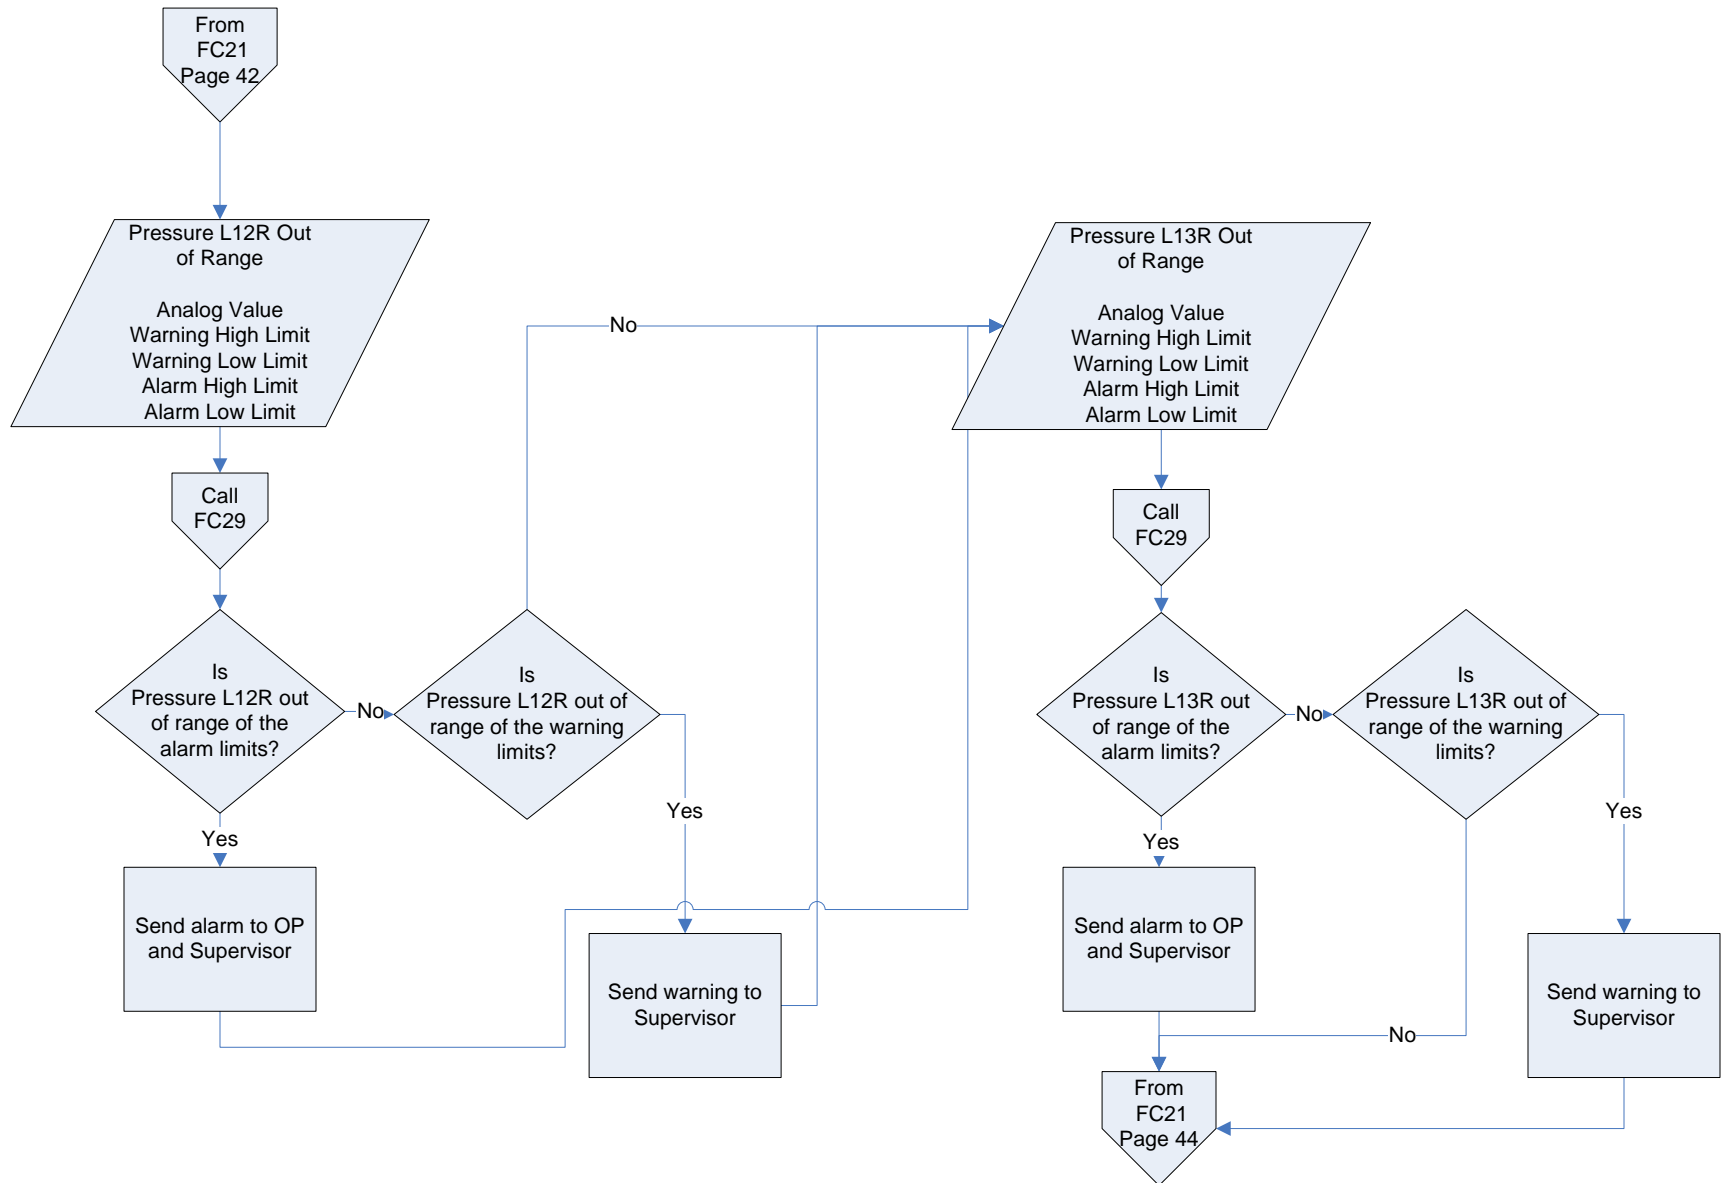 From
FC21
Page 42
Pressure L12R Out
of Range
Analog Value
Warning High Limit
Warning Low Limit
Alarm High Limit
Alarm Low Limit
Call
FC29
Is
Pressure L12R out
of range of the
alarm limits?
No
Is
Pressure L12R out of
range of the warning
limits?
No
Yes
Yes
Send alarm to OP
and Supervisor
Send warning to
Supervisor
Pressure L13R Out
of Range
Analog Value
Warning High Limit
Warning Low Limit
Alarm High Limit
Alarm Low Limit
Call
FC29
Is
Pressure L13R out
of range of the
alarm limits?
No
Is
Pressure L13R out of
range of the warning
limits?
Yes
Yes
Send alarm to OP
and Supervisor
Send warning to
Supervisor
No
From
FC21
Page 44